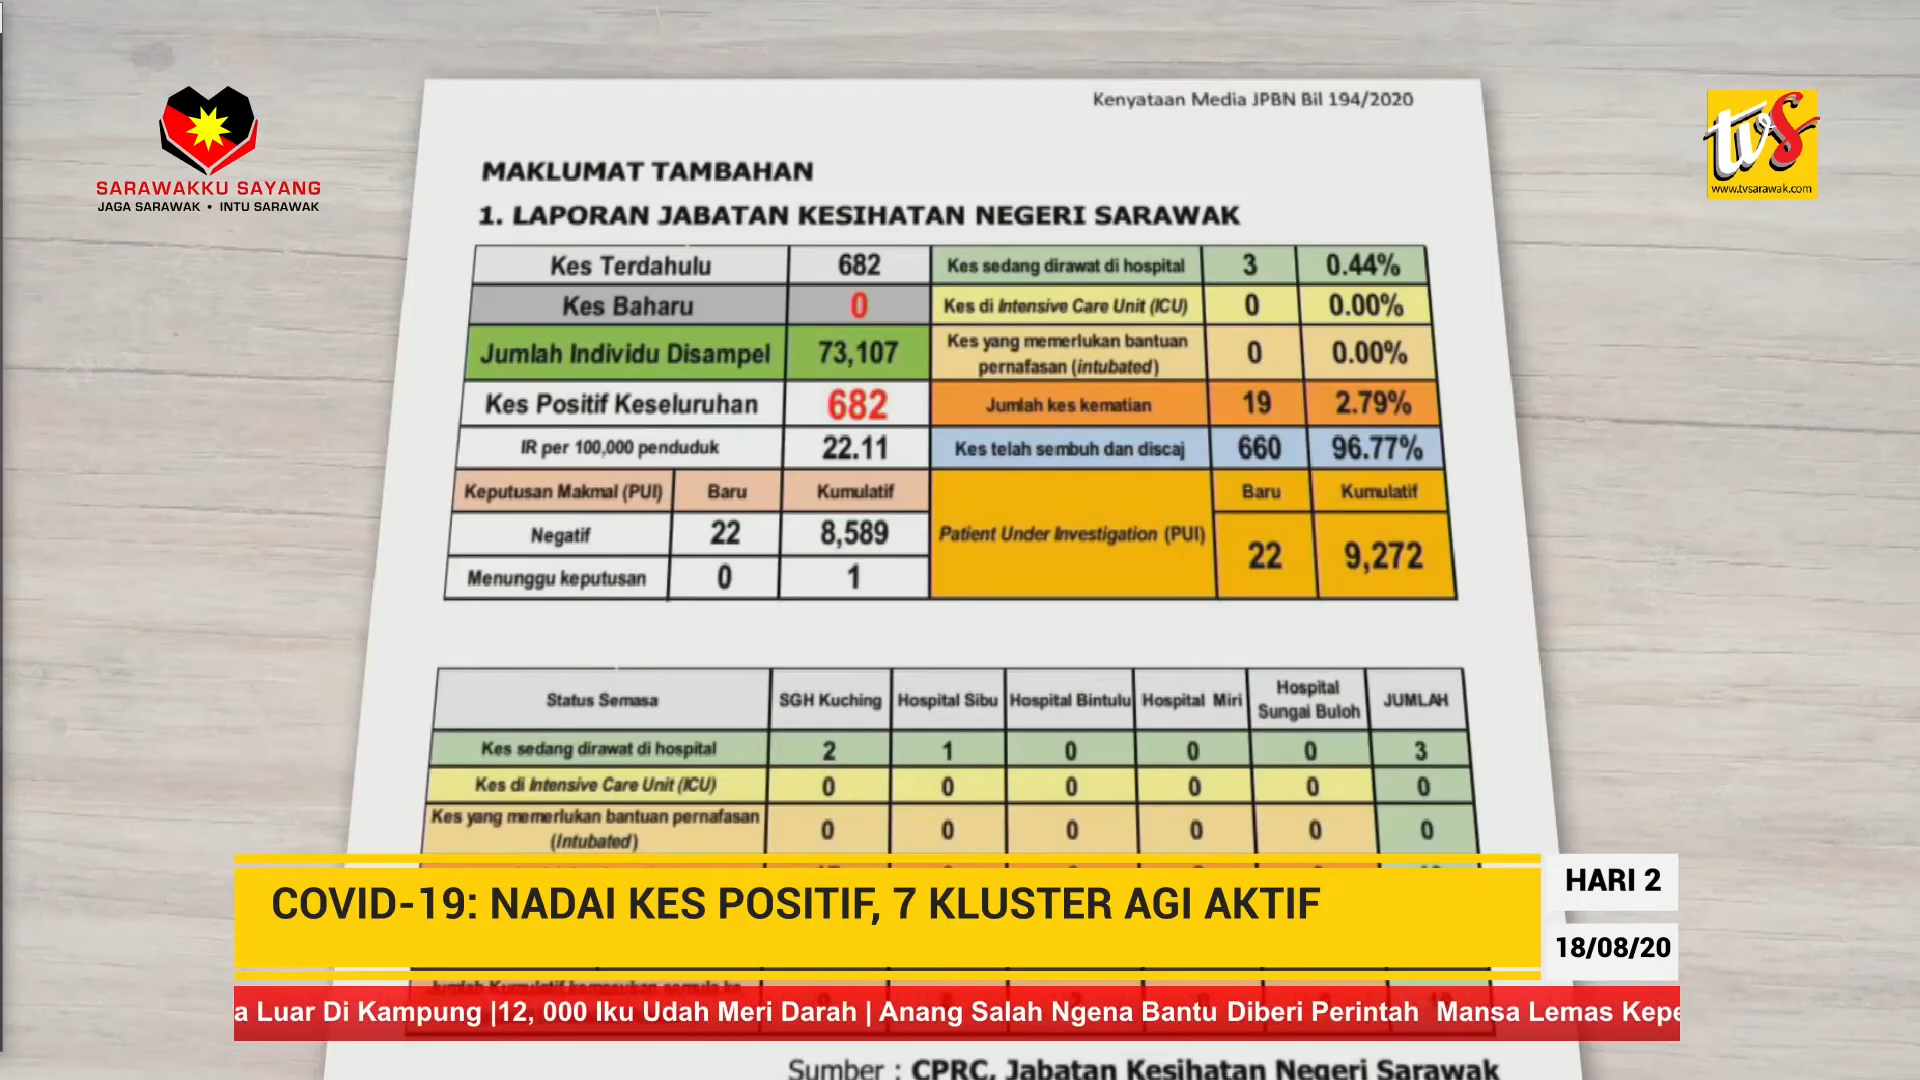 Kenyataan Media JPBN Bil 194/2020
SARAWAKKU SAYANG
JAGA SARAWAK • INTU SARAWAK
tvS
www.tvsarawak.com
MAKLUMAT TAMBAHAN
1. LAPORAN JABATAN KESIHATAN NEGERI SARAWAK
Kes Terdahulu 682 Kes sedang dirawat di hospital 3 0.44%
Kes Baharu 0 Kes di Intensive Care Unit (ICU) 0 0.00%
Jumlah Individu Disampel 73,107 Kes yang memerlukan bantuan
pernafasan (intubated) 0 0.00%
Kes Positif Keseluruhan 682 Jumlah kes kematian 19 2.79%
IR per 100,000 penduduk 22.11 Kes telah sembuh dan discaj 660 96.77%
Keputusan Makmal (PUI) Baru Kumulatif Patient Under Investigation (PUI) Baru Kumulatif
Negatif 22 8,589 22 9,272
Menunggu keputusan 0 1
Status Semasa SGH Kuching Hospital Sibu Hospital Bintulu Hospital Miri Hospital
Sungai Buloh JUMLAH
Kes sedang dirawat di hospital 2 1 0 0 0 3
Kes di Intensive Care Unit (ICU) 0 0 0 0 0 0
Kes yang memerlukan bantuan pernafasan
(Intubated) 0 0 0 0 0 0
COVID-19: NADAI KES POSITIF, 7 KLUSTER AGI AKTIF
HARI 2
18/08/20
a Luar Di Kampung |12, 000 Iku Udah Meri Darah | Anang Salah Ngena Bantu Diberi Perintah Mansa Lemas Kepe
Sumber : CPRC, Jabatan Kesihatan Negeri Sarawak